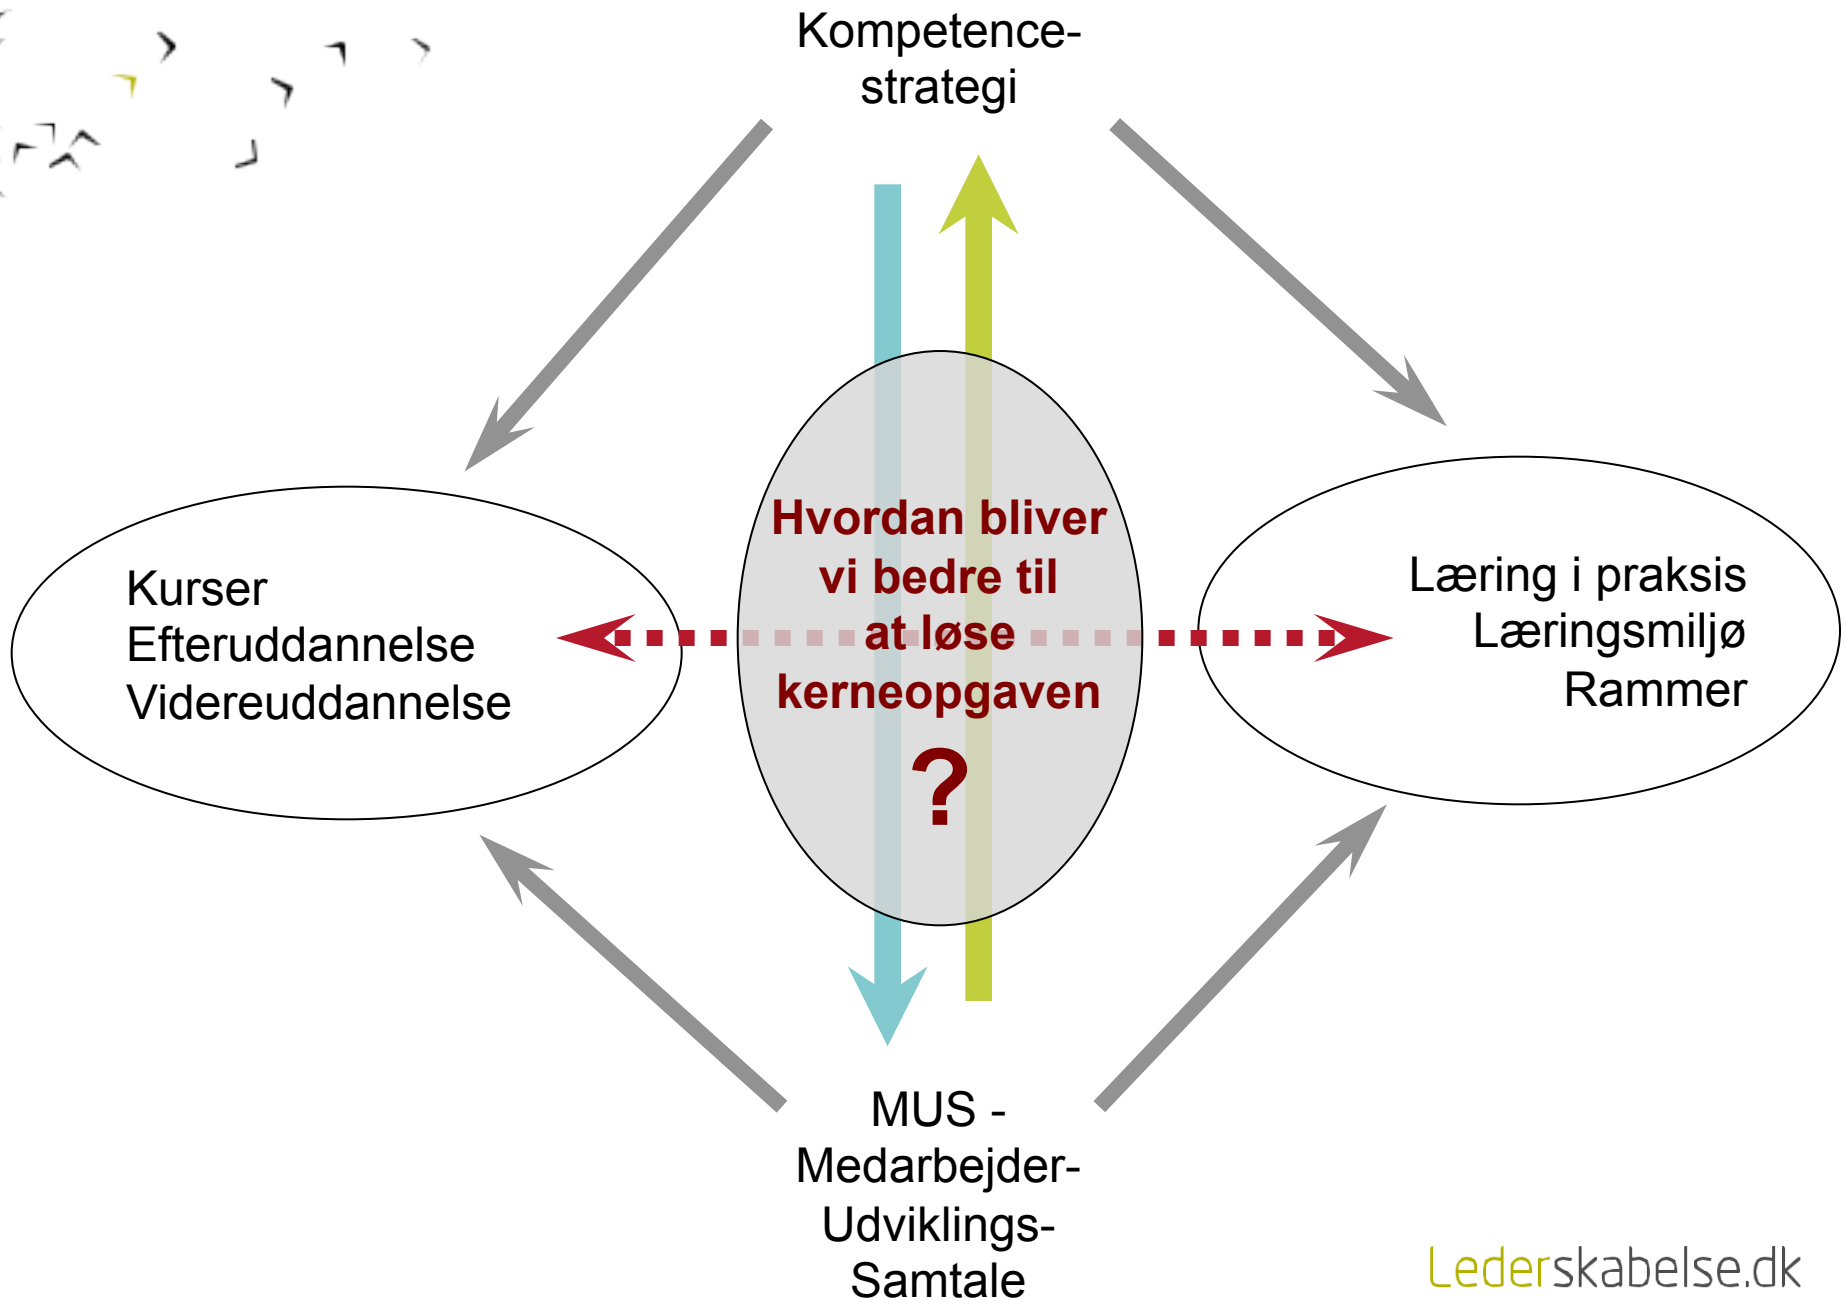 Kompetence-
strategi
Hvordan bliver
vi bedre til
at løse
kerneopgaven
?
Kurser
Efteruddannelse
Videreuddannelse
Læring i praksis
Læringsmiljø
Rammer
MUS -
Medarbejder-
Udviklings-
Samtale
Lederskabelse.dk